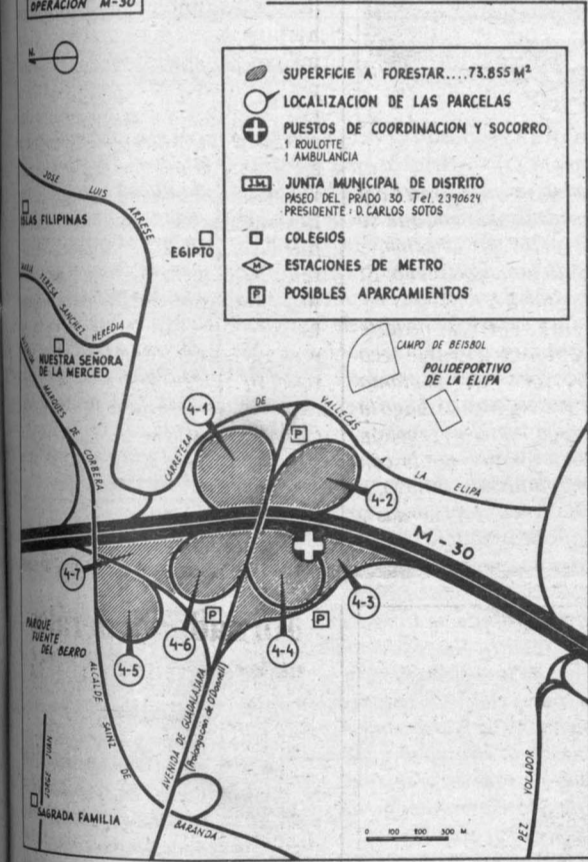 OPERACION M-30
N.
SUPERFICIE A FORESTAR....73.855 M²
LOCALIZACION DE LAS PARCELAS
PUESTOS DE COORDINACION Y SOCORRO
1 ROULOTTE
1 AMBULANCIA
J.M. JUNTA MUNICIPAL DE DISTRITO
PASEO DEL PRADO 30. Tel. 2390624
PRESIDENTE: D. CARLOS SOTOS
COLEGIOS
M ESTACIONES DE METRO
P POSIBLES APARCAMIENTOS
JOSE LUIS ARRESE
ISLAS FILIPINAS
EGIPTO
TERESA SANCHEZ HEREDIA
NUESTRA SEÑORA
DE LA MERCED
MARQUES DE CORBERA
CAMPO DE BEISBOL
POLIDEPORTIVO
DE LA ELIPA
CARRETERA DE VALLECAS
LA ELIPA
4-1
P
4-2
M-30
4-7
4-3
4-6
P
4-4
P
4-5
PARQUE
FUENTE
DEL BERRO
ALCALDE SAINZ DE BARANDA
AVENIDA DE GUADALAJARA
(Prolongacion de O'Donnell)
JORGE JUAN
SAGRADA FAMILIA
PEZ VOLADOR
0 100 200 300 M